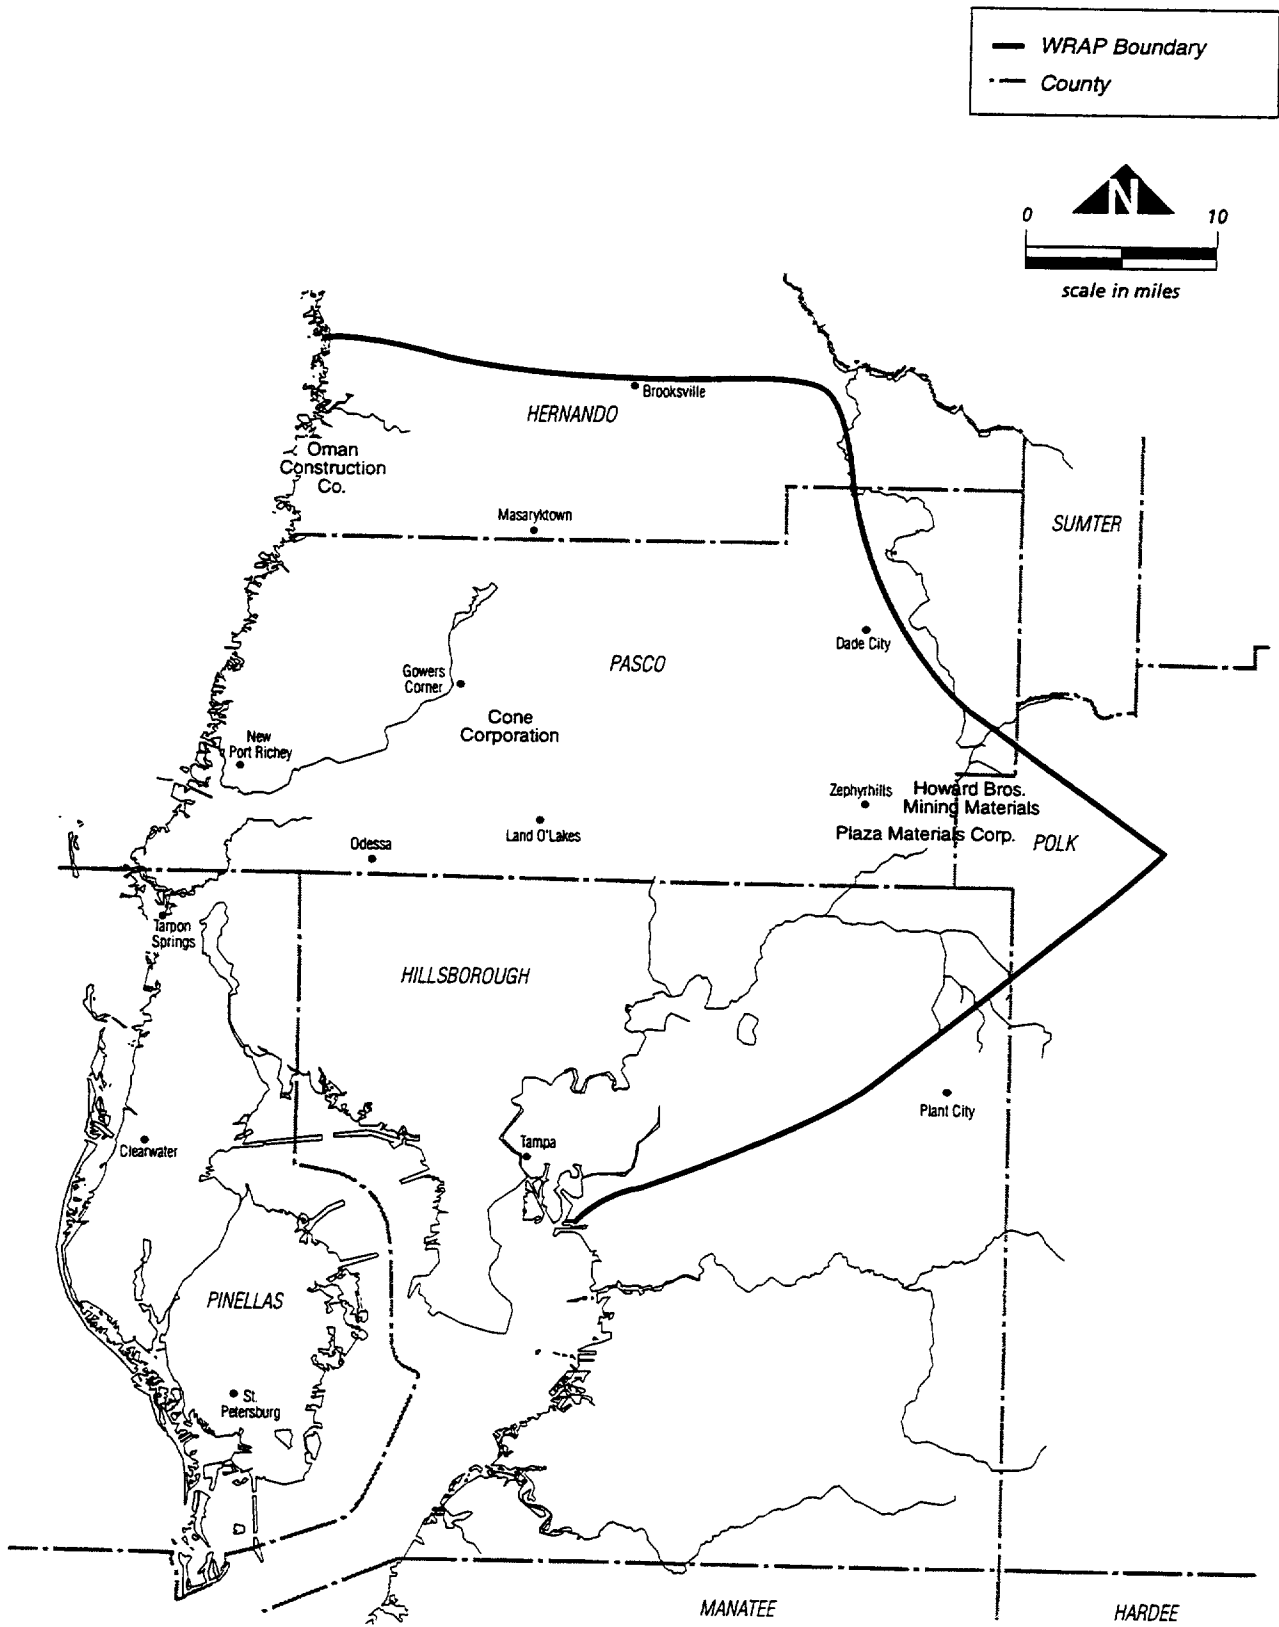 WRAP Boundary
County
N
0 10
scale in miles
Brooksville
HERNANDO
Oman
Construction
Co.
Masaryktown
SUMTER
Dade City
PASCO
Gowers
Corner
Cone
Corporation
New
Port Richey
Zephyrhills
Howard Bros.
Mining Materials
Plaza Materials Corp.
POLK
Land O'Lakes
Odessa
Tarpon
Springs
HILLSBOROUGH
Plant City
Tampa
Clearwater
PINELLAS
St.
Petersburg
MANATEE
HARDEE